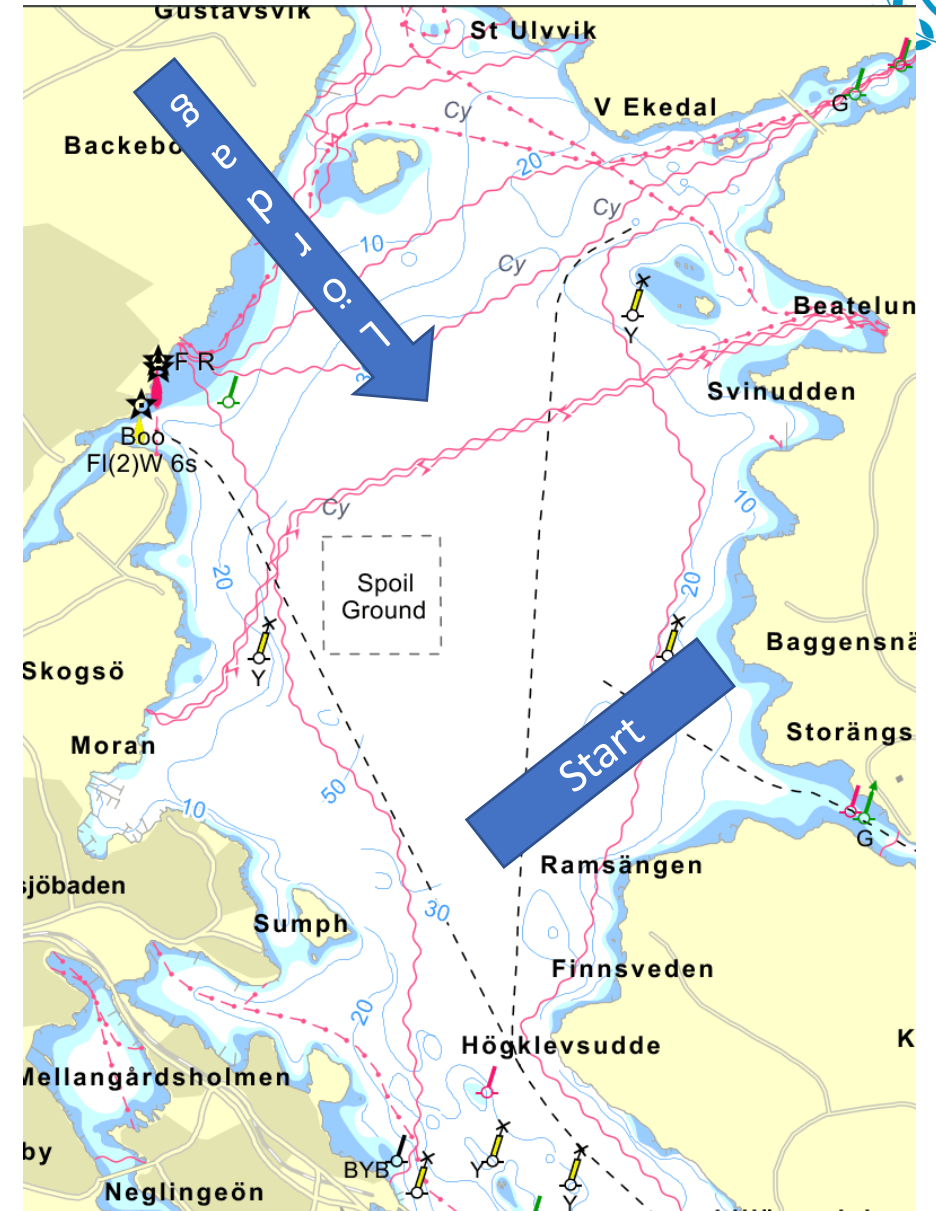 Gustavsvik
St Ulvvik
V Ekedal
G
Cy
Backebo
20
Cy
10
Cy
Lördag
Beatelun
Y
F R
Svinudden
Boo
Fl(2)W 6s
10
Cy
20
Spoil
Ground
20
Baggensnä
Skogsö
Y
Start
Storängs
Moran
50
10
G
Ramsängen
sjöbaden
30
Sumph
Finnsveden
20
Högklevsudde
K
Mellangårdsholmen
by
BYB
Y
Y
Neglingeön